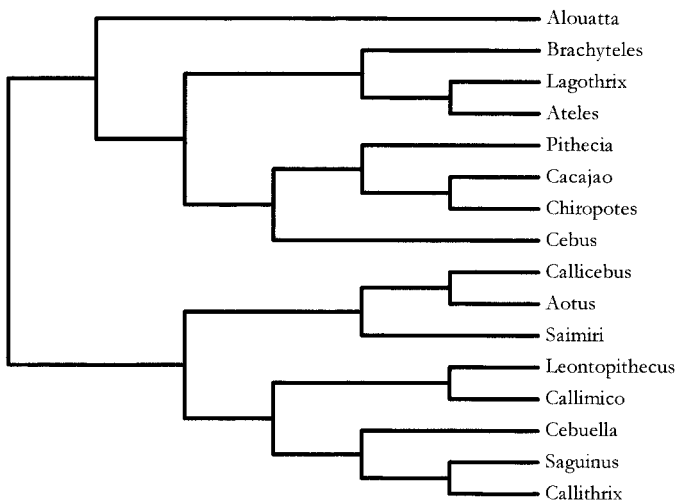 Alouatta
Brachyteles
Lagothrix
Ateles
Pithecia
Cacajao
Chiropotes
Cebus
Callicebus
Aotus
Saimiri
Leontopithecus
Callimico
Cebuella
Saguinus
Callithrix